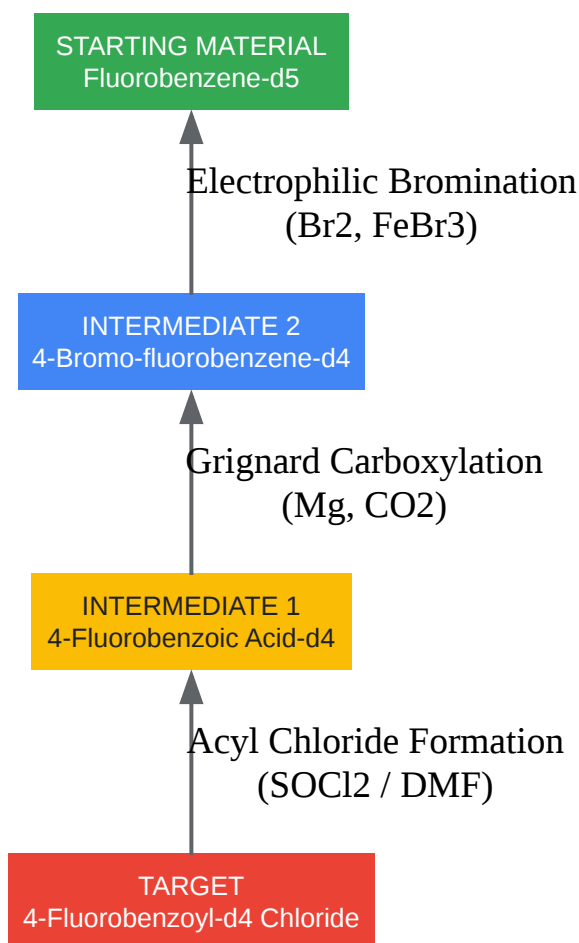 STARTING MATERIAL
Fluorobenzene-d5
Electrophilic Bromination
(Br2, FeBr3)
INTERMEDIATE 2
4-Bromo-fluorobenzene-d4
Grignard Carboxylation
(Mg, CO2)
INTERMEDIATE 1
4-Fluorobenzoic Acid-d4
Acyl Chloride Formation
(SOCl2 / DMF)
TARGET
4-Fluorobenzoyl-d4 Chloride